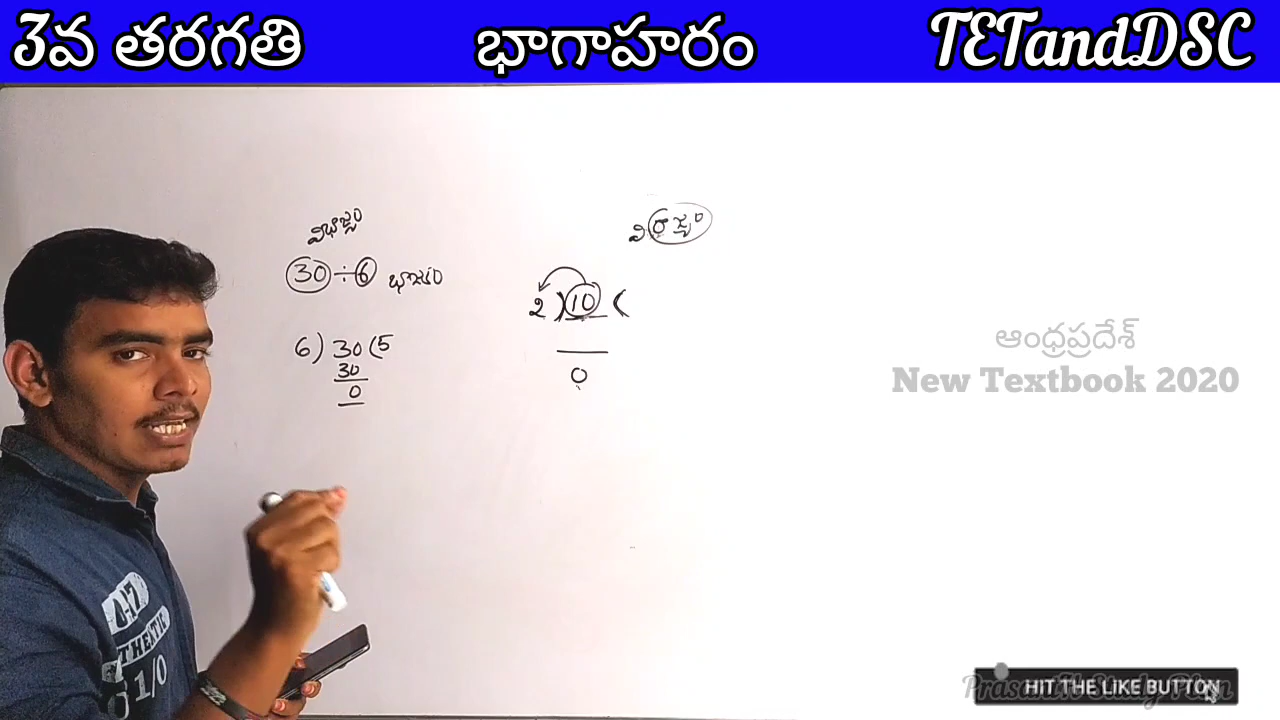 3వ తరగతి
భాగాహారం
TETandDSC
విభాజ్యం
30 ÷ 6 భాజకం
6 ) 30 ( 5
30
0
2 ) 10 (
0
ఆంధ్రప్రదేశ్
New Textbook 2020
HIT THE LIKE BUTTON